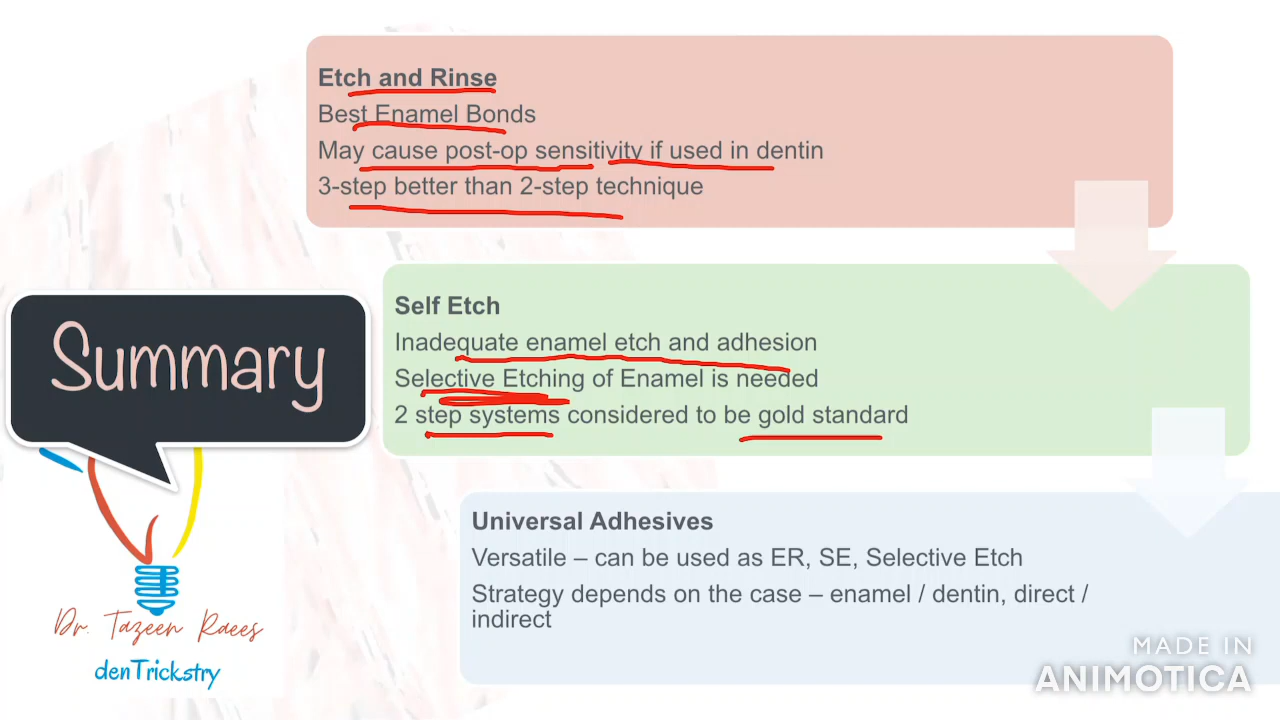 Etch and Rinse
Best Enamel Bonds
May cause post-op sensitivity if used in dentin
3-step better than 2-step technique
Self Etch
Inadequate enamel etch and adhesion
Selective Etching of Enamel is needed
2 step systems considered to be gold standard
Summary
Universal Adhesives
Versatile – can be used as ER, SE, Selective Etch
Strategy depends on the case – enamel / dentin, direct /
indirect
Dr. Tazeen Raees
denTrickstry
MADE IN
ANIMOTICA